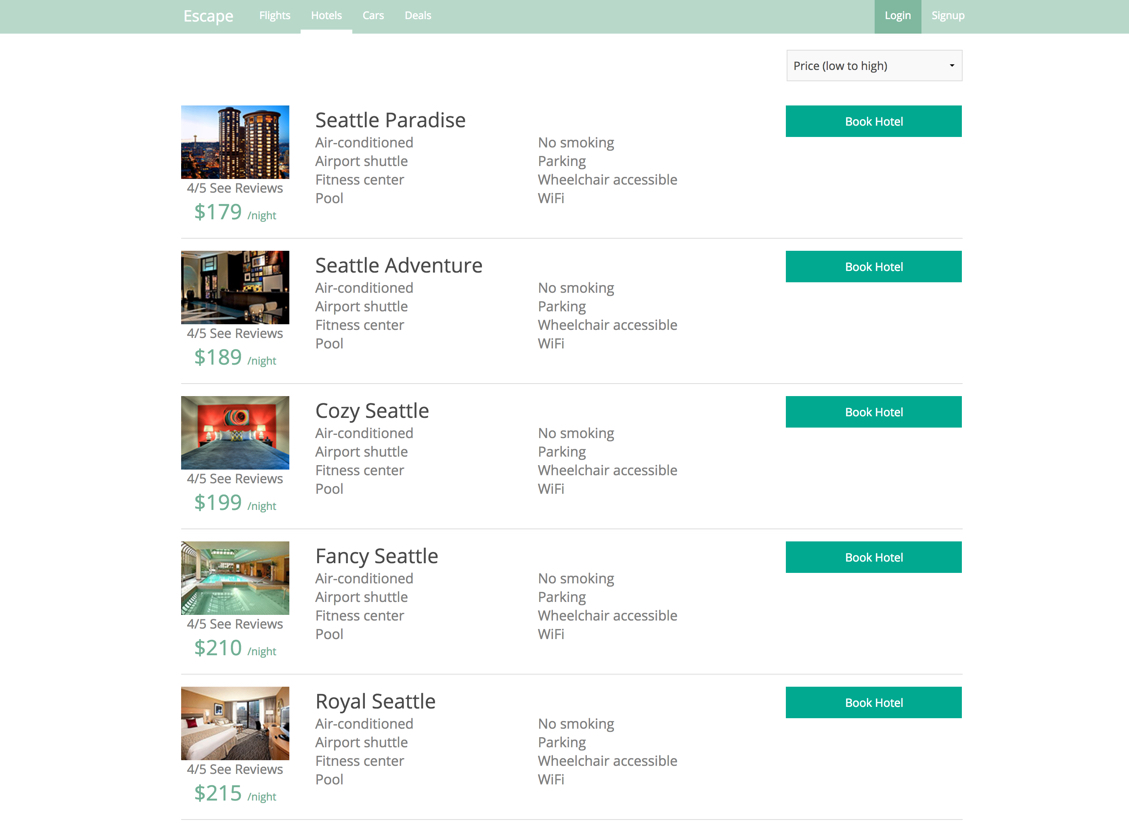 Escape Flights Hotels Cars Deals Login Signup
Price (low to high)
Seattle Paradise
Book Hotel
Air-conditioned No smoking
Airport shuttle Parking
Fitness center Wheelchair accessible
4/5 See Reviews
Pool WiFi
$179 /night
Seattle Adventure
Book Hotel
Air-conditioned No smoking
Airport shuttle Parking
Fitness center Wheelchair accessible
4/5 See Reviews
Pool WiFi
$189 /night
Cozy Seattle
Book Hotel
Air-conditioned No smoking
Airport shuttle Parking
Fitness center Wheelchair accessible
4/5 See Reviews
Pool WiFi
$199 /night
Fancy Seattle
Book Hotel
Air-conditioned No smoking
Airport shuttle Parking
Fitness center Wheelchair accessible
4/5 See Reviews
Pool WiFi
$210 /night
Royal Seattle
Book Hotel
Air-conditioned No smoking
Airport shuttle Parking
Fitness center Wheelchair accessible
4/5 See Reviews
Pool WiFi
$215 /night